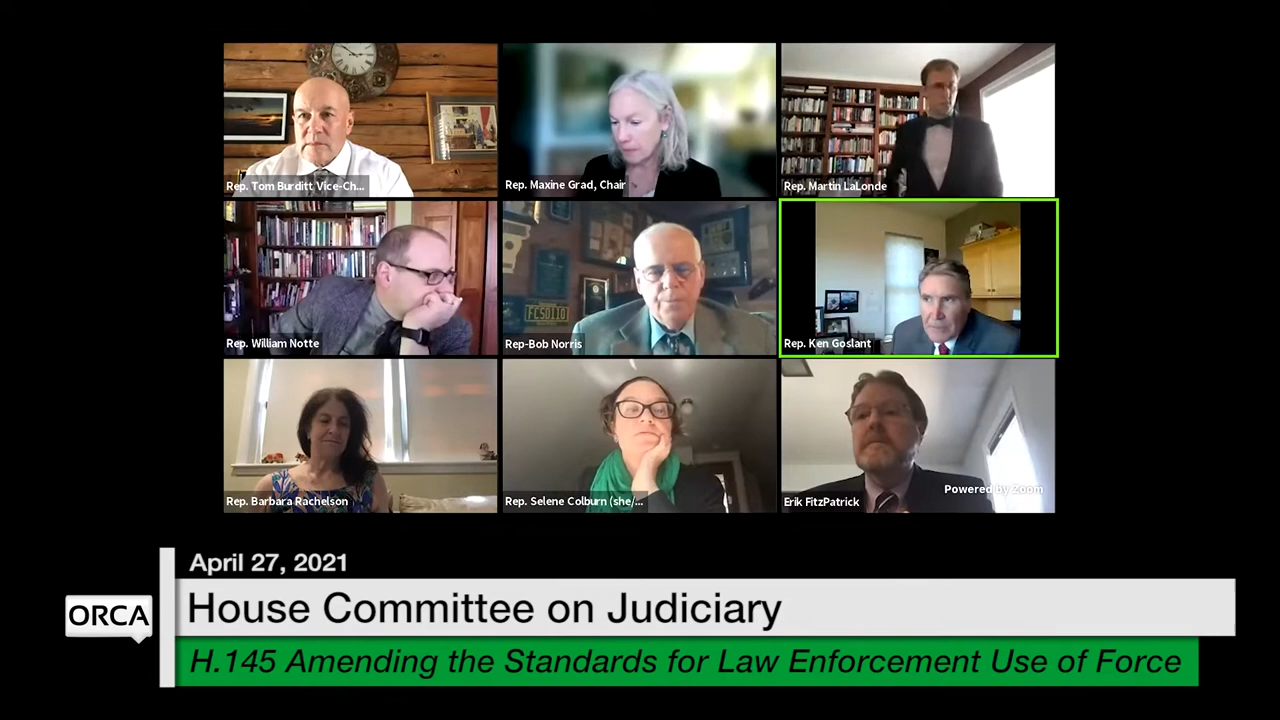 Rep. Tom Burditt Vice-Ch...
Rep. Maxine Grad, Chair
Rep. Martin LaLonde
Rep. William Notte
FC50110
Rep-Bob Norris
Rep. Ken Goslant
Rep. Barbara Rachelson
Rep. Selene Colburn (she/...
Erik FitzPatrick
Powered by Zoom
April 27, 2021
ORCA
House Committee on Judiciary
H.145 Amending the Standards for Law Enforcement Use of Force